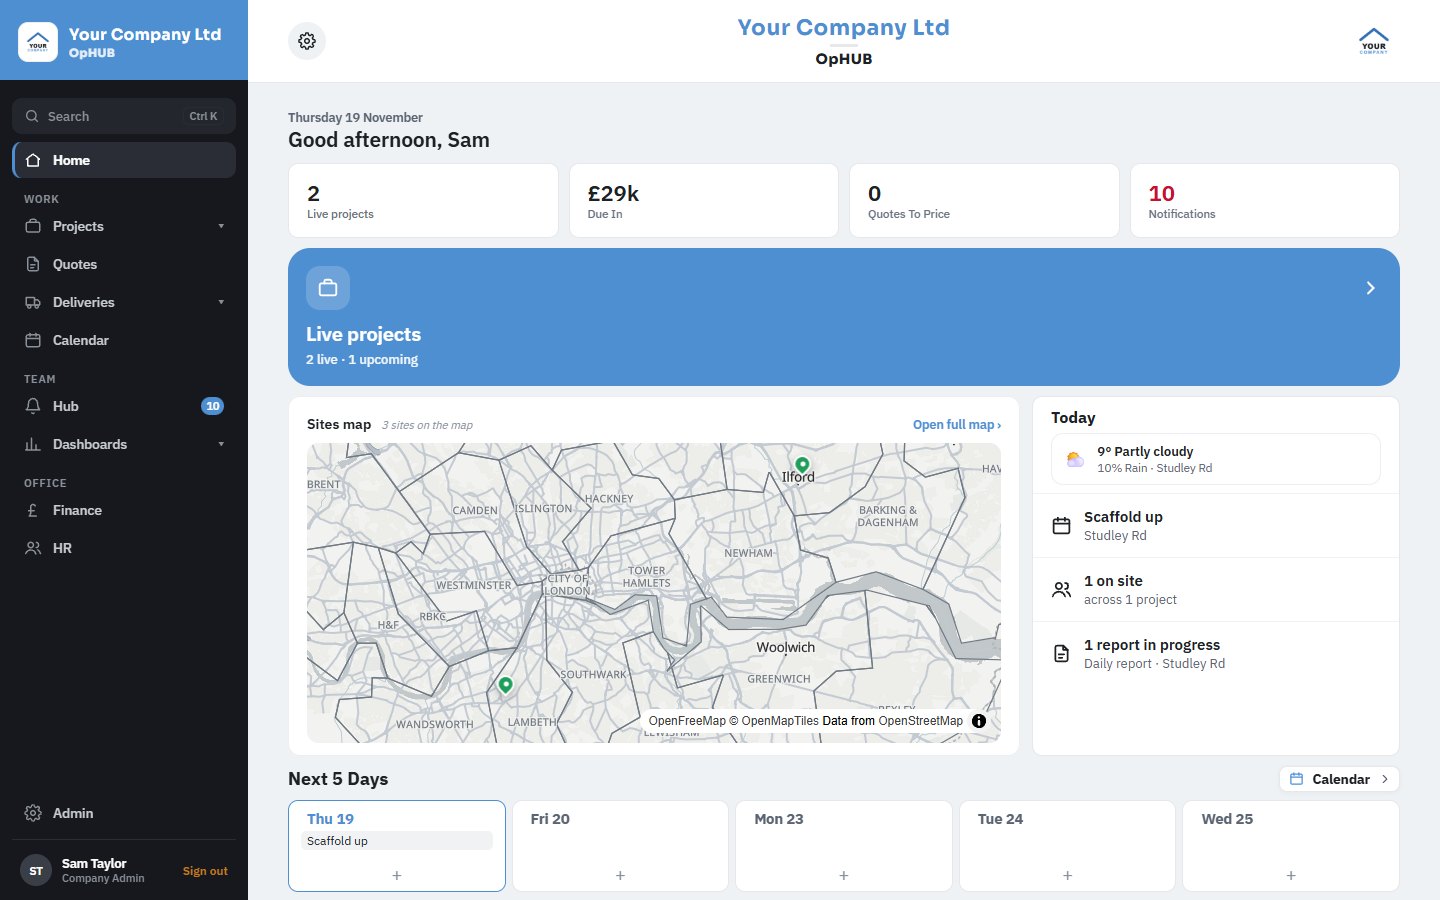 YOUR
COMPANY
Your Company Ltd
OpHUB
Search
Ctrl K
Home
WORK
Projects
Quotes
Deliveries
Calendar
TEAM
Hub
10
Dashboards
OFFICE
£ Finance
HR
Admin
ST
Sam Taylor
Company Admin
Sign out
Your Company Ltd
OpHUB
YOUR
COMPANY
Thursday 19 November
Good afternoon, Sam
2
Live projects
£29k
Due In
0
Quotes To Price
10
Notifications
Live projects
2 live · 1 upcoming
Sites map
3 sites on the map
Open full map ›
BRENT
CAMDEN
ISLINGTON
HACKNEY
Ilford
HAV
BARKING &
DAGENHAM
NEWHAM
WESTMINSTER
CITY OF
LONDON
TOWER
HAMLETS
H&F
RBKC
Woolwich
SOUTHWARK
GREENWICH
WANDSWORTH
LAMBETH
BEXLEY
LEWISHAM
OpenFreeMap © OpenMapTiles Data from OpenStreetMap
Today
9° Partly cloudy
10% Rain · Studley Rd
Scaffold up
Studley Rd
1 on site
across 1 project
1 report in progress
Daily report · Studley Rd
Next 5 Days
Calendar
Thu 19
Scaffold up
+
Fri 20
+
Mon 23
+
Tue 24
+
Wed 25
+